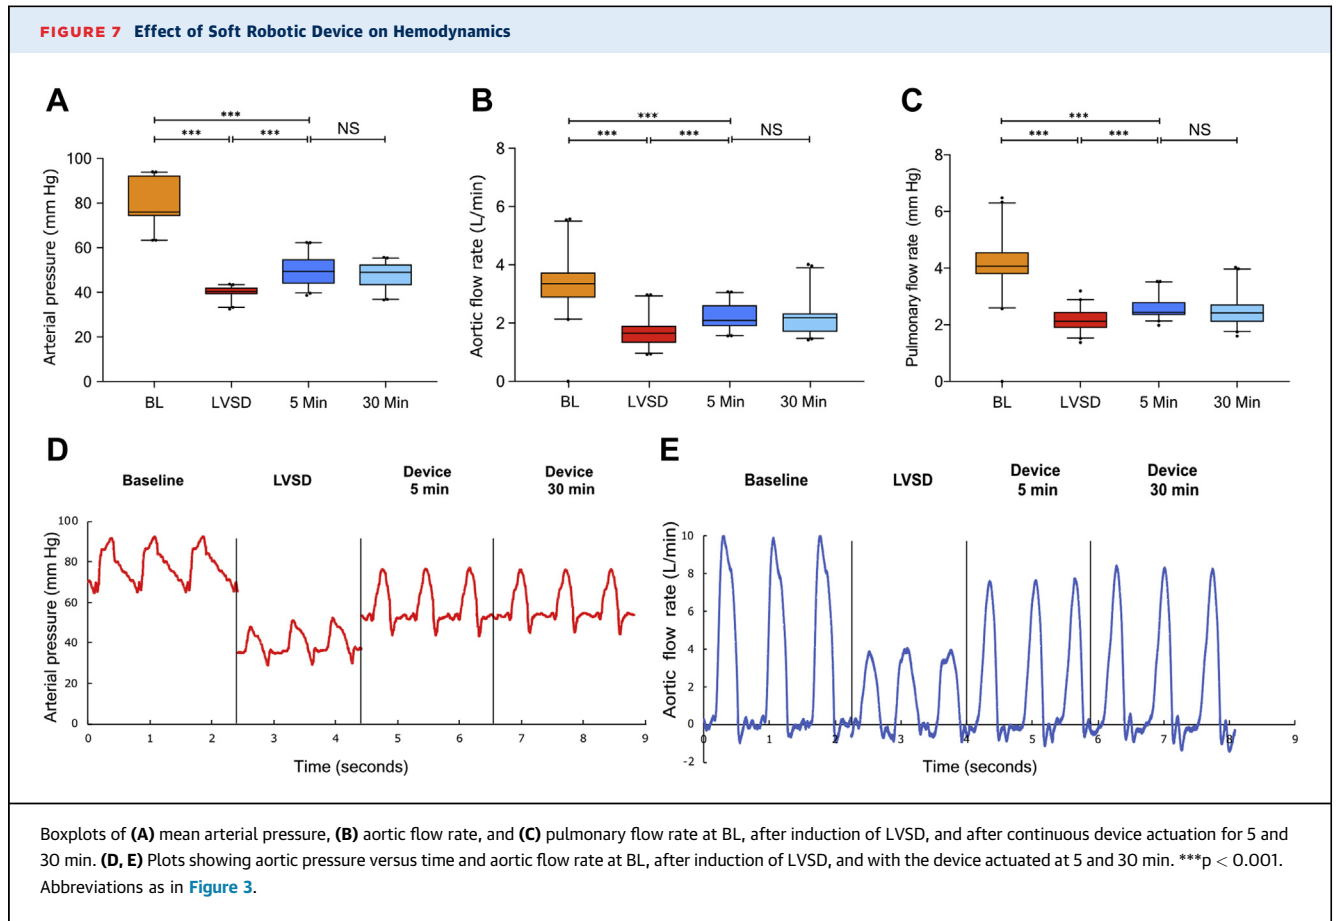 FIGURE 7 Effect of Soft Robotic Device on Hemodynamics
A
***
*** *** NS
Arterial pressure (mm Hg)
100
80
60
40
20
0
BL LVSD 5 Min 30 Min
B
***
*** *** NS
Aortic flow rate (L/min)
8
6
4
2
0
BL LVSD 5 Min 30 Min
C
***
*** *** NS
Pulmonary flow rate (mm Hg)
8
6
4
2
0
BL LVSD 5 Min 30 Min
D
Baseline LVSD Device 5 min Device 30 min
Arterial pressure (mm Hg)
100
80
60
40
20
0
0 1 2 3 4 5 6 7 8 9
Time (seconds)
E
Baseline LVSD Device 5 min Device 30 min
Aortic flow rate (L/min)
10
8
6
4
2
0
-2
0 1 2 3 4 5 6 7 8 9
Time (seconds)
Boxplots of (A) mean arterial pressure, (B) aortic flow rate, and (C) pulmonary flow rate at BL, after induction of LVSD, and after continuous device actuation for 5 and
30 min. (D, E) Plots showing aortic pressure versus time and aortic flow rate at BL, after induction of LVSD, and with the device actuated at 5 and 30 min. ***p < 0.001.
Abbreviations as in Figure 3.